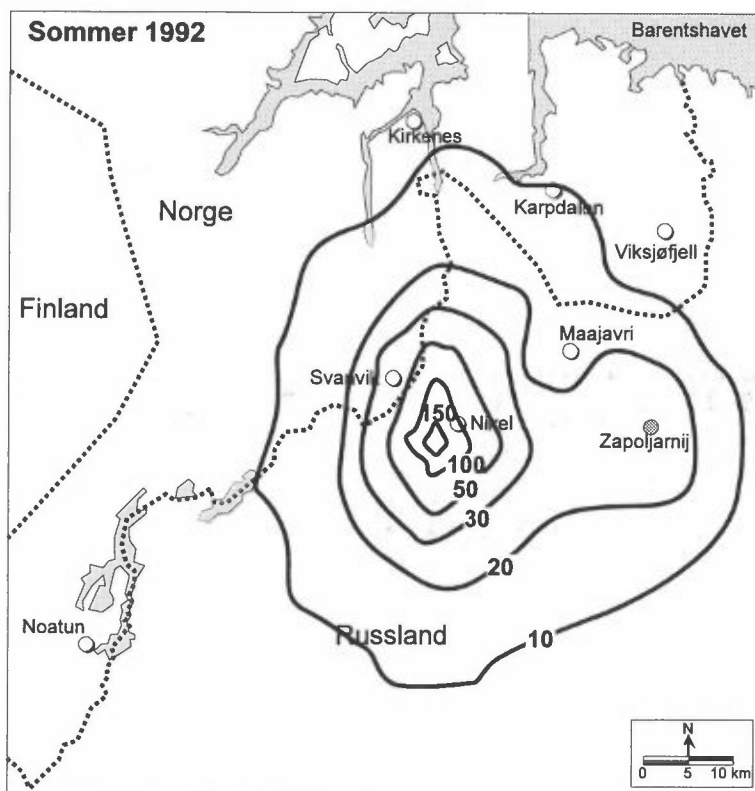 Sommer 1992
Barentshavet
Kirkenes
Karpdalen
Norge
Viksjøfjell
Finland
Maajavri
Svanvik
150
Nikel
Zapoljarnij
100
50
30
20
Noatun
Russland
10
N
0 5 10 km